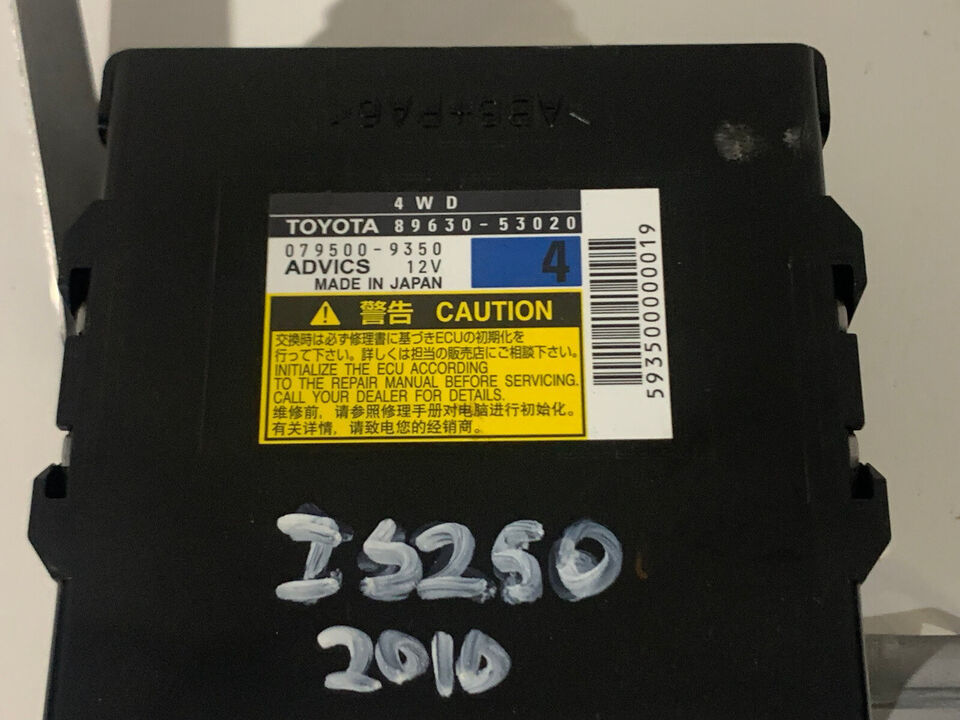 >ABS+PA6<
4WD
TOYOTA 89630-53020
079500-9350
ADVICS 12V
MADE IN JAPAN
4
警告 CAUTION
交換時は必ず修理書に基づきECUの初期化を
行って下さい。詳しくは担当の販売店にご相談下さい。
INITIALIZE THE ECU ACCORDING
TO THE REPAIR MANUAL BEFORE SERVICING.
CALL YOUR DEALER FOR DETAILS.
维修前，请参照修理手册对电脑进行初始化。
有关详情，请致电您的经销商。
5935000000019
IS250
2010